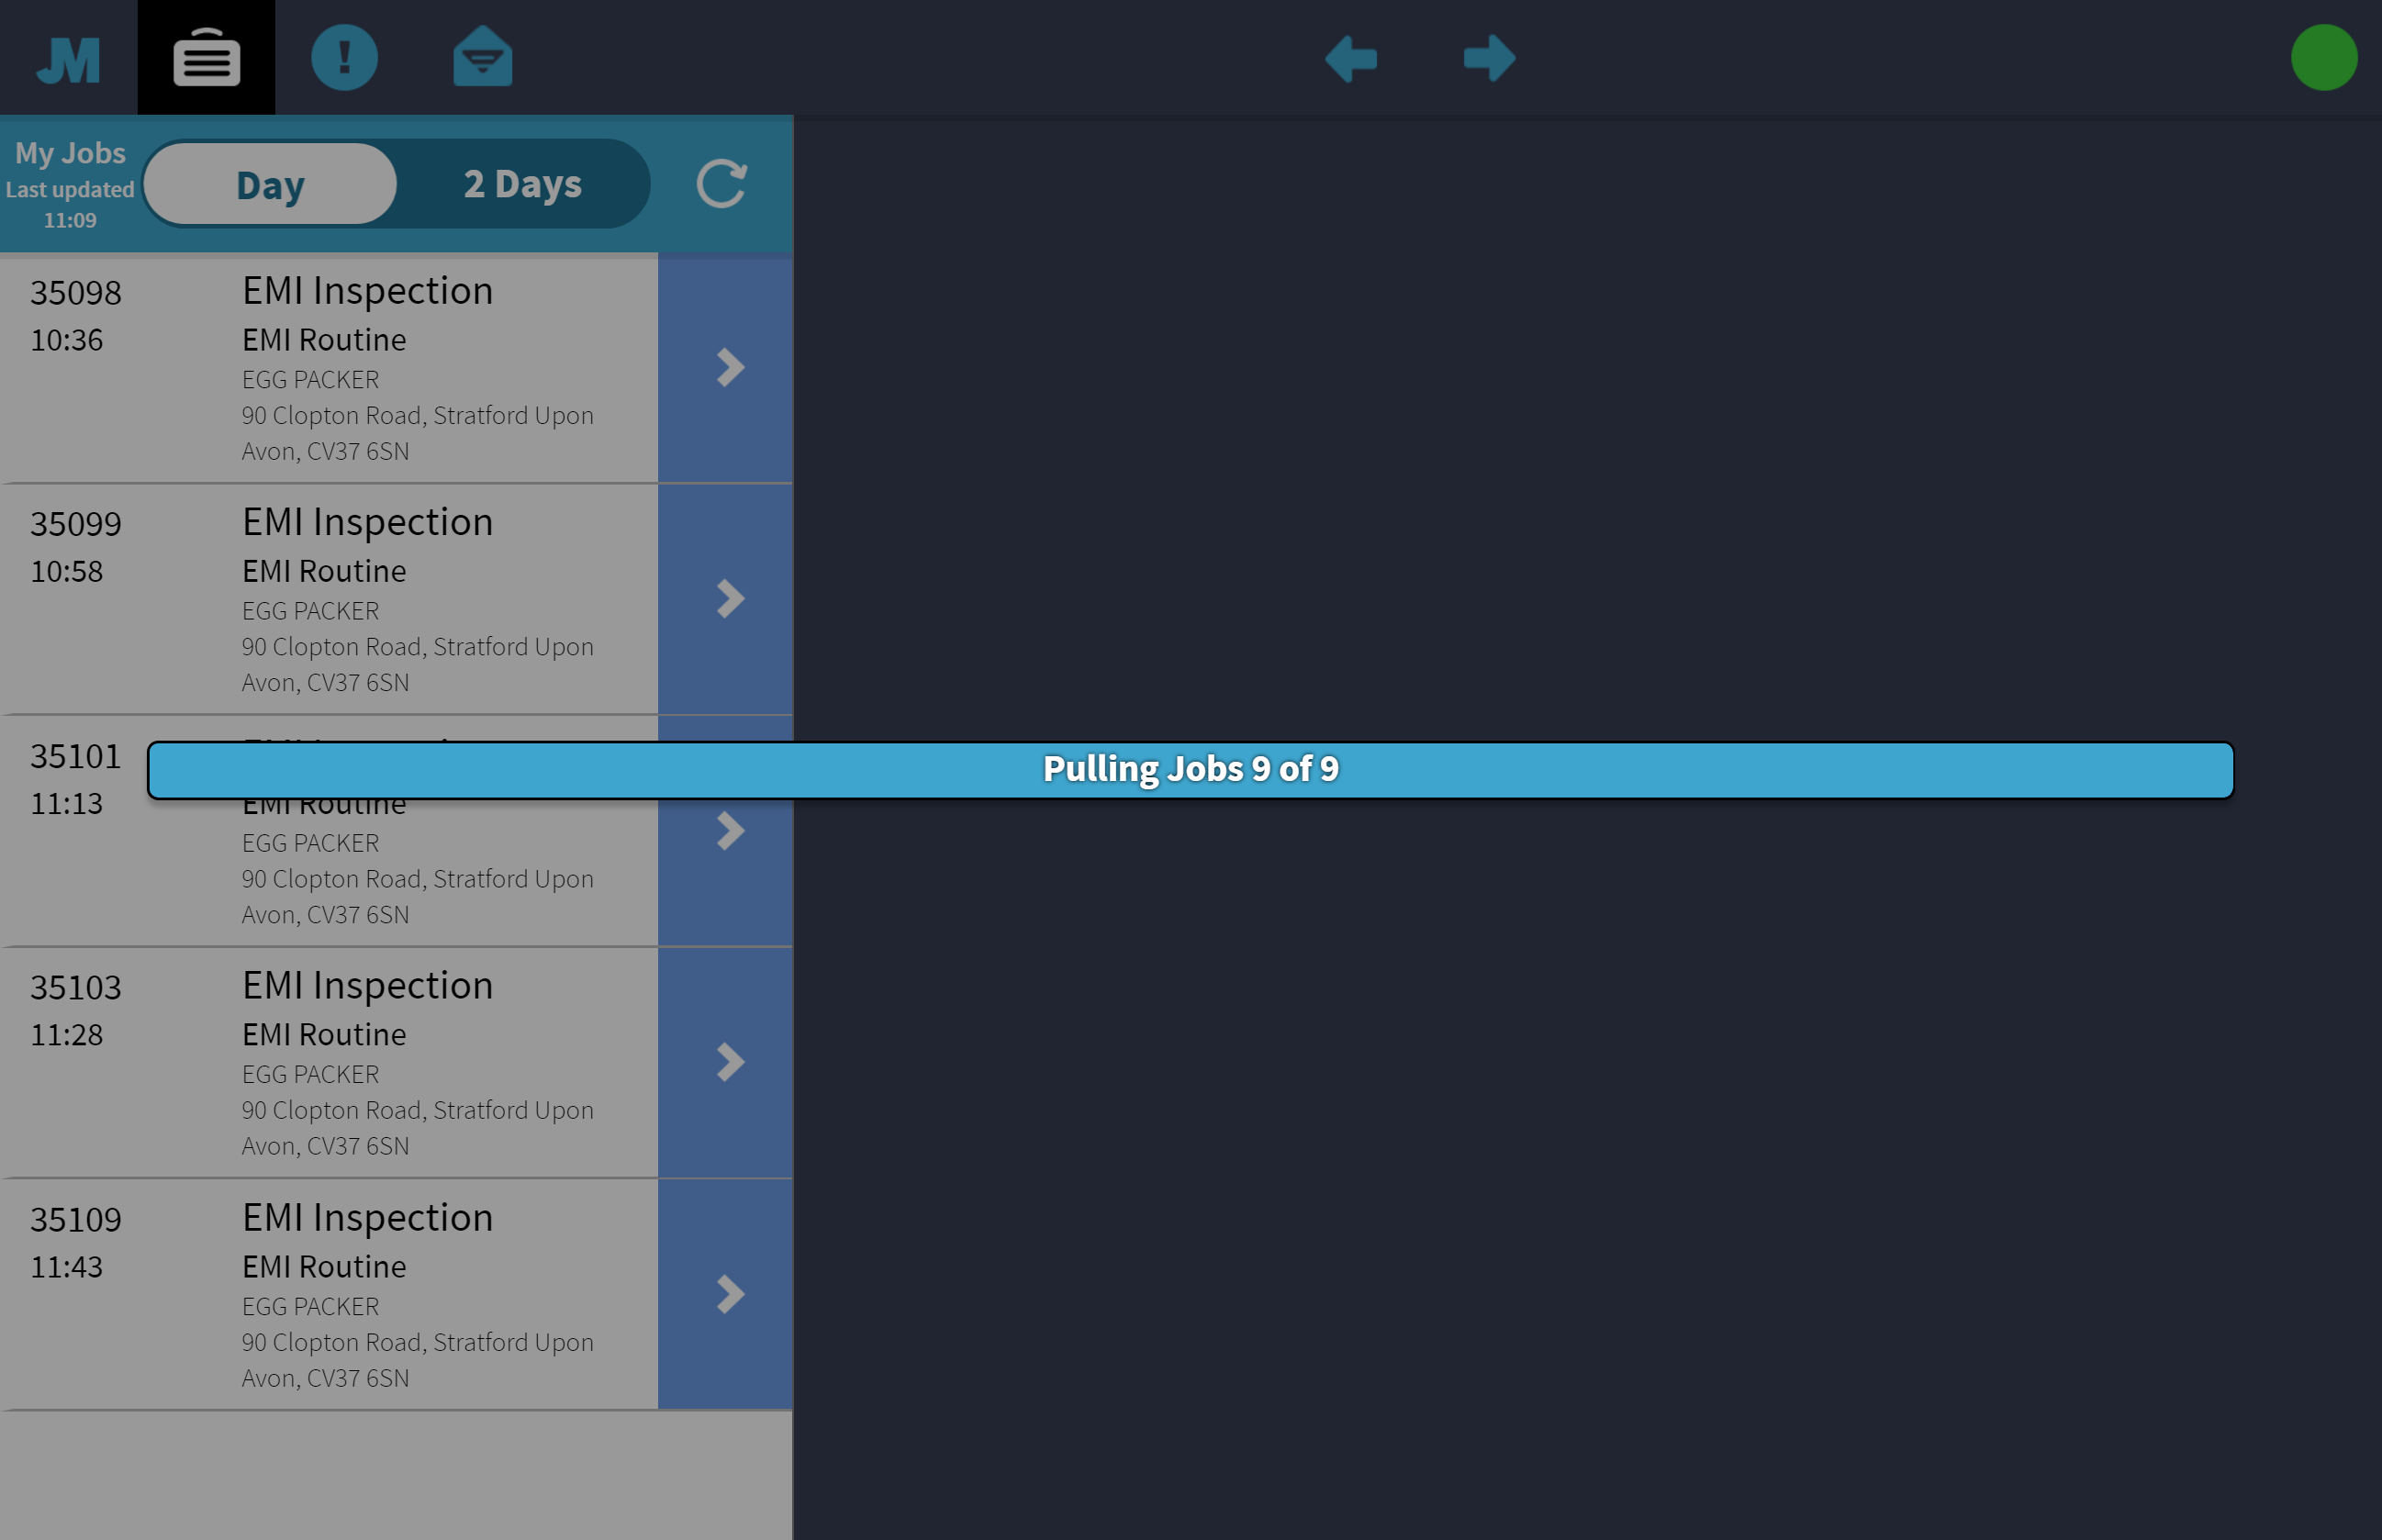 JM
!
My Jobs
Last updated
11:09
Day
2 Days
35098
10:36
EMI Inspection
EMI Routine
EGG PACKER
90 Clopton Road, Stratford Upon
Avon, CV37 6SN
35099
10:58
EMI Inspection
EMI Routine
EGG PACKER
90 Clopton Road, Stratford Upon
Avon, CV37 6SN
35101
Pulling Jobs 9 of 9
11:13
EMI Routine
EGG PACKER
90 Clopton Road, Stratford Upon
Avon, CV37 6SN
35103
11:28
EMI Inspection
EMI Routine
EGG PACKER
90 Clopton Road, Stratford Upon
Avon, CV37 6SN
35109
11:43
EMI Inspection
EMI Routine
EGG PACKER
90 Clopton Road, Stratford Upon
Avon, CV37 6SN